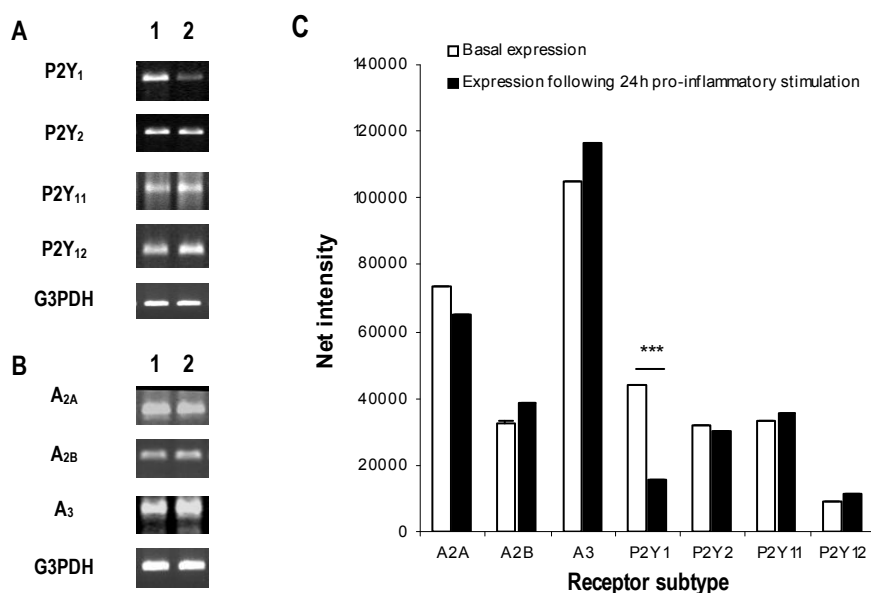 A
1 2
P2Y₁
P2Y₂
P2Y₁₁
P2Y₁₂
G3PDH
B
1 2
A₂A
A₂B
A₃
G3PDH
C
Basal expression
Expression following 24h pro-inflammatory stimulation
140000
120000
100000
80000
60000
40000
20000
0
Net intensity
***
A2A A2B A3 P2Y1 P2Y2 P2Y11 P2Y12
Receptor subtype